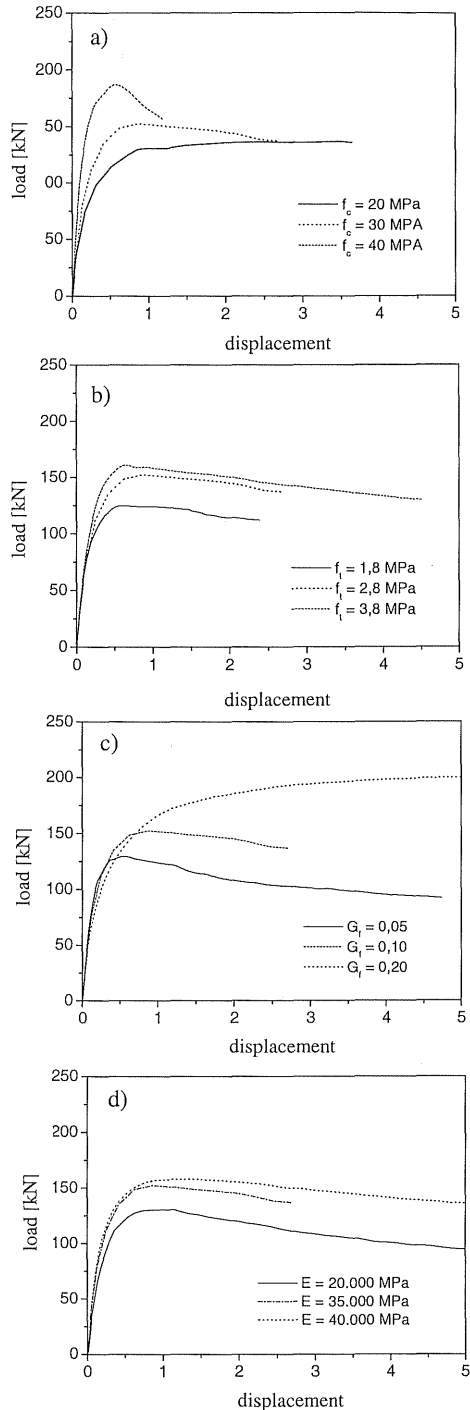 a)
250
200
50
00
50
0
load [kN]
f_c = 20 MPa
f_c = 30 MPA
f_c = 40 MPA
0 1 2 3 4 5
displacement
b)
250
200
150
100
50
0
load [kN]
f_t = 1,8 MPa
f_t = 2,8 MPa
f_t = 3,8 MPa
0 1 2 3 4 5
displacement
c)
250
200
150
100
50
0
load [kN]
G_f = 0,05
G_f = 0,10
G_f = 0,20
0 1 2 3 4 5
displacement
d)
250
200
150
100
50
0
load [kN]
E = 20.000 MPa
E = 35.000 MPa
E = 40.000 MPa
0 1 2 3 4 5
displacement